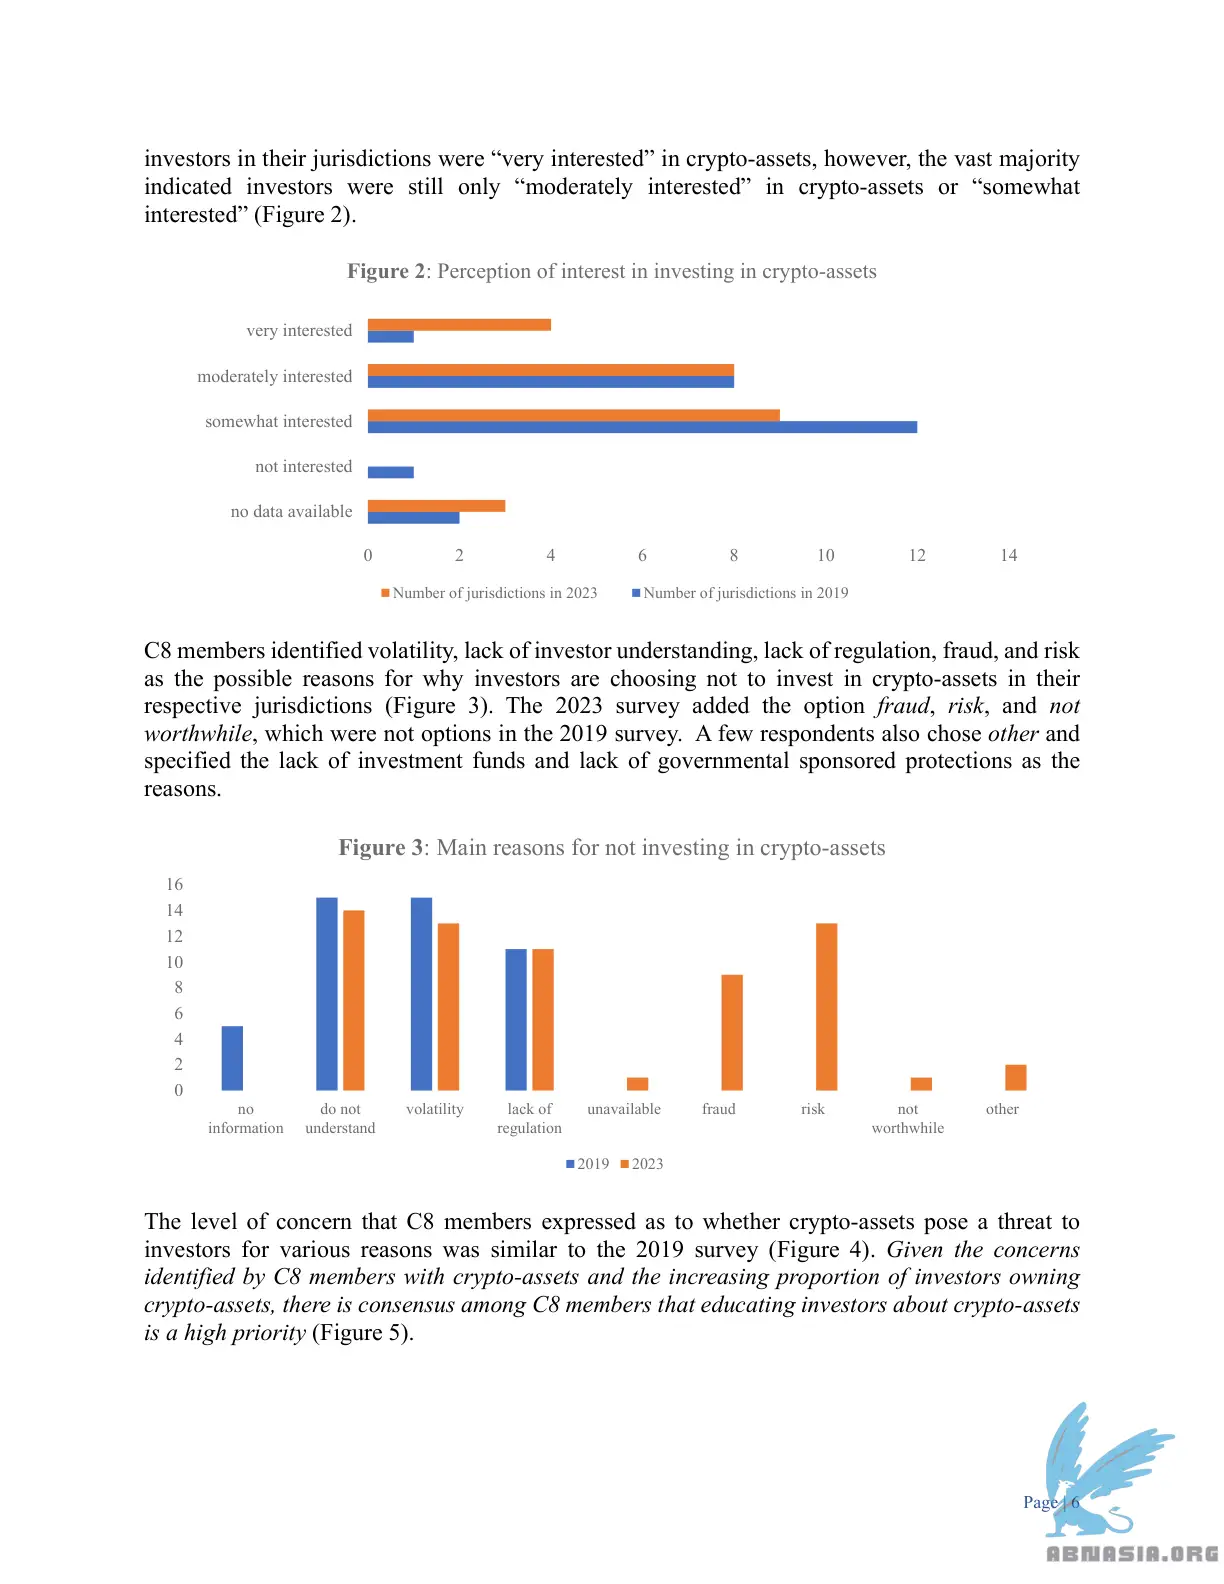 investors in their jurisdictions were “very interested” in crypto-assets, however, the vast majority
indicated investors were still only “moderately interested” in crypto-assets or “somewhat
interested” (Figure 2).
Figure 2: Perception of interest in investing in crypto-assets
very interested
moderately interested
somewhat interested
not interested
no data available
0 2 4 6 8 10 12 14
Number of jurisdictions in 2023 Number of jurisdictions in 2019
C8 members identified volatility, lack of investor understanding, lack of regulation, fraud, and risk
as the possible reasons for why investors are choosing not to invest in crypto-assets in their
respective jurisdictions (Figure 3). The 2023 survey added the option fraud, risk, and not
worthwhile, which were not options in the 2019 survey. A few respondents also chose other and
specified the lack of investment funds and lack of governmental sponsored protections as the
reasons.
Figure 3: Main reasons for not investing in crypto-assets
16
14
12
10
8
6
4
2
0
no do not volatility lack of unavailable fraud risk not other
information understand regulation worthwhile
2019 2023
The level of concern that C8 members expressed as to whether crypto-assets pose a threat to
investors for various reasons was similar to the 2019 survey (Figure 4). Given the concerns
identified by C8 members with crypto-assets and the increasing proportion of investors owning
crypto-assets, there is consensus among C8 members that educating investors about crypto-assets
is a high priority (Figure 5).
Page | 6
ABNASIA.ORG